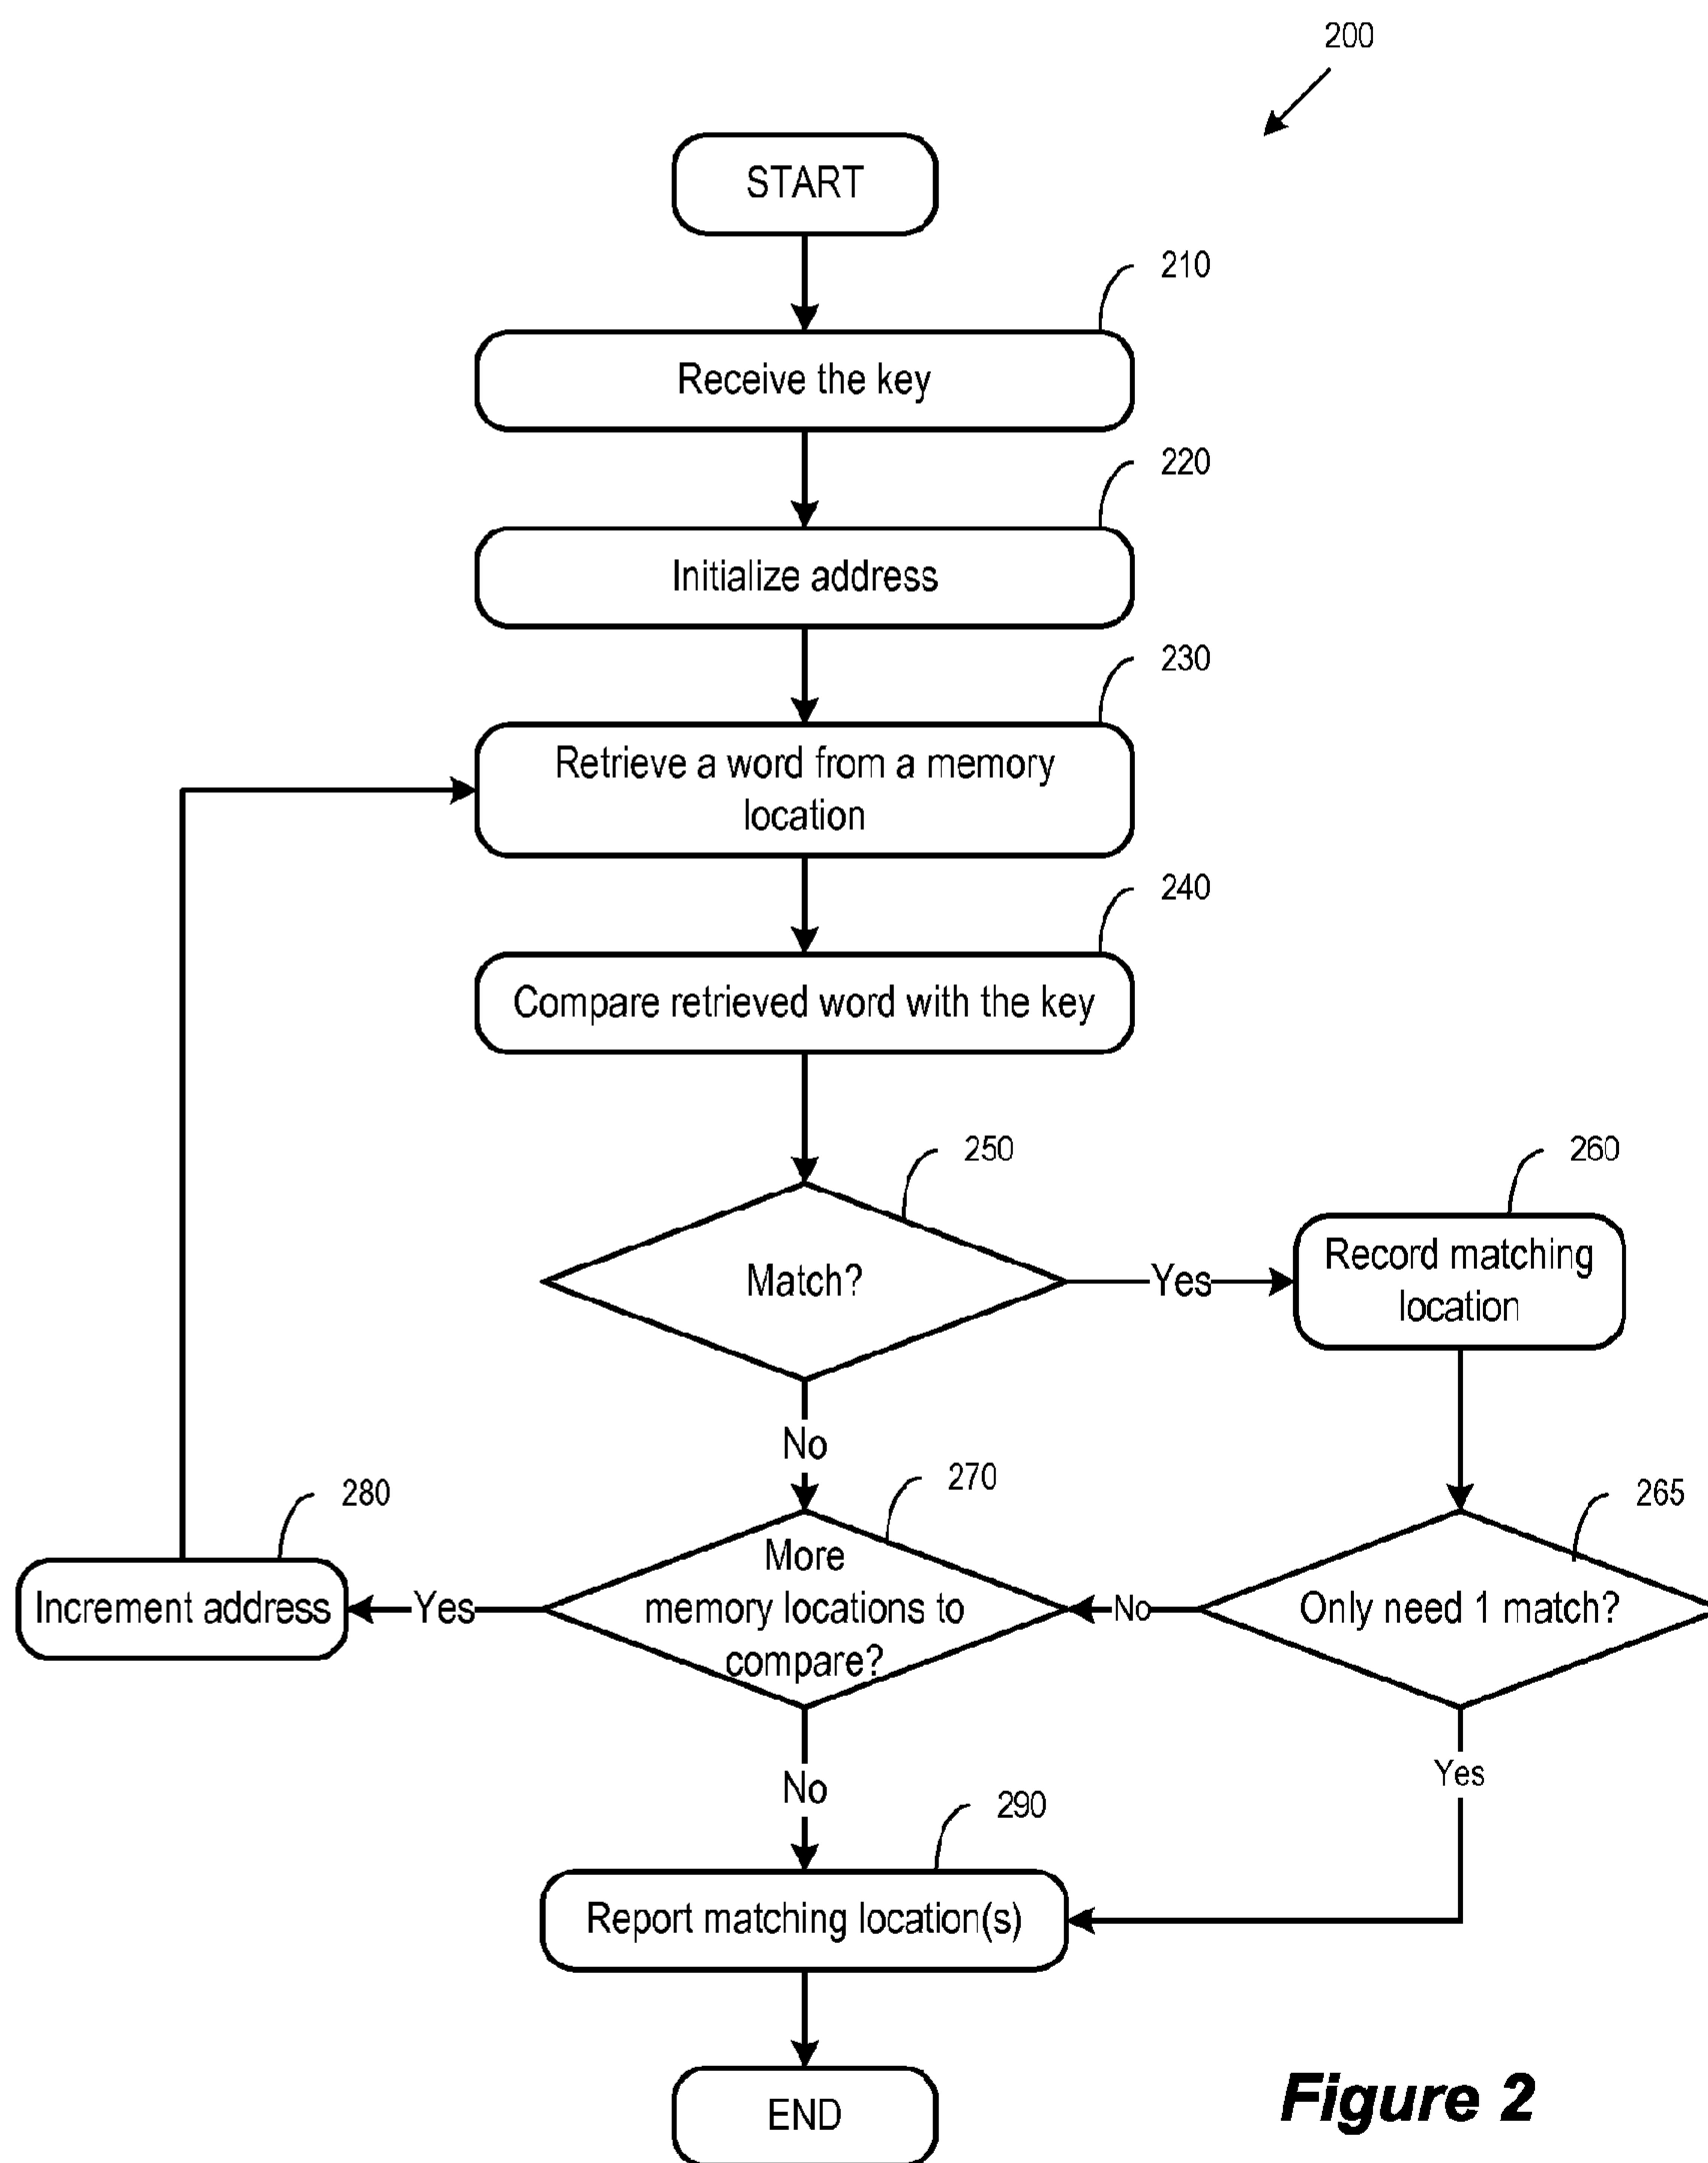 200
START
210
Receive the key
220
Initialize address
230
Retrieve a word from a memory
location
240
Compare retrieved word with the key
250
260
Match?
Yes
Record matching
location
No
270
280
265
More
memory locations to
compare?
Increment address
Yes
No
Only need 1 match?
Yes
No
290
Report matching location(s)
END
Figure 2